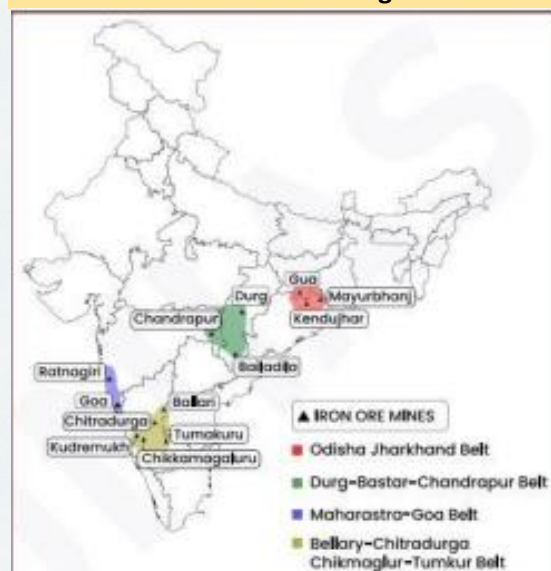 Gua
Durg
Mayurbhanj
Chandrapur
Kendujhar
Bailadila
Ratnagiri
Goa
Ballari
Chitradurga
Tumakuru
Kudremukh
Chikkamagaluru
▲ IRON ORE MINES
Odisha Jharkhand Belt
Durg-Bastar-Chandrapur Belt
Maharastra-Goa Belt
Bellary-Chitradurga
Chikmaglur-Tumkur Belt